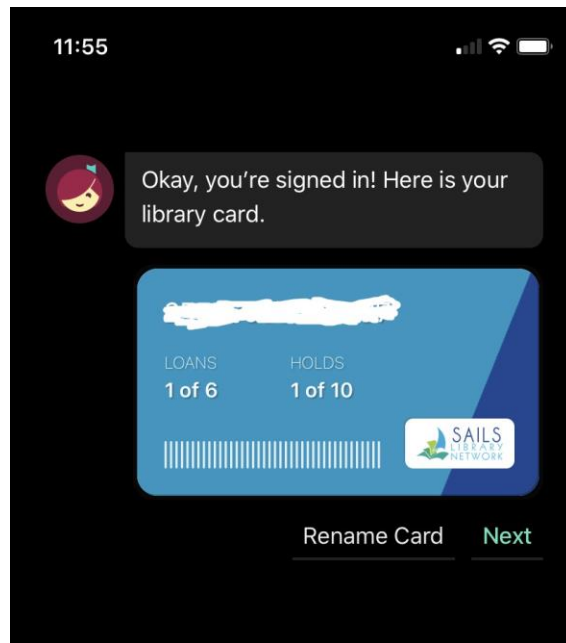 11:55
Okay, you’re signed in! Here is your
library card.
LOANS HOLDS
1 of 6 1 of 10
SAILS
LIBRARY
NETWORK
Rename Card Next